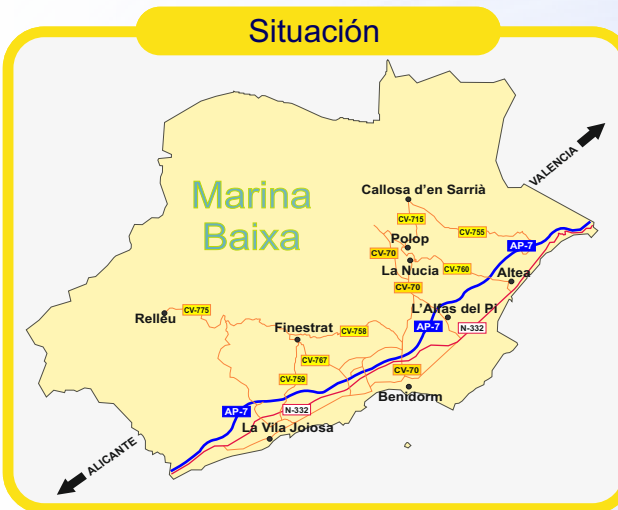 Situación
VALENCIA
Marina
Baixa
Callosa d'en Sarrià
CV-715
CV-755
Polop
CV-70
AP-7
La Nucia
CV-760
Altea
CV-70
CV-775
Relleu
L'Alfas del Pi
Finestrat
CV-758
AP-7
N-332
CV-767
CV-70
CV-759
Benidorm
AP-7
N-332
La Vila Joiosa
ALICANTE